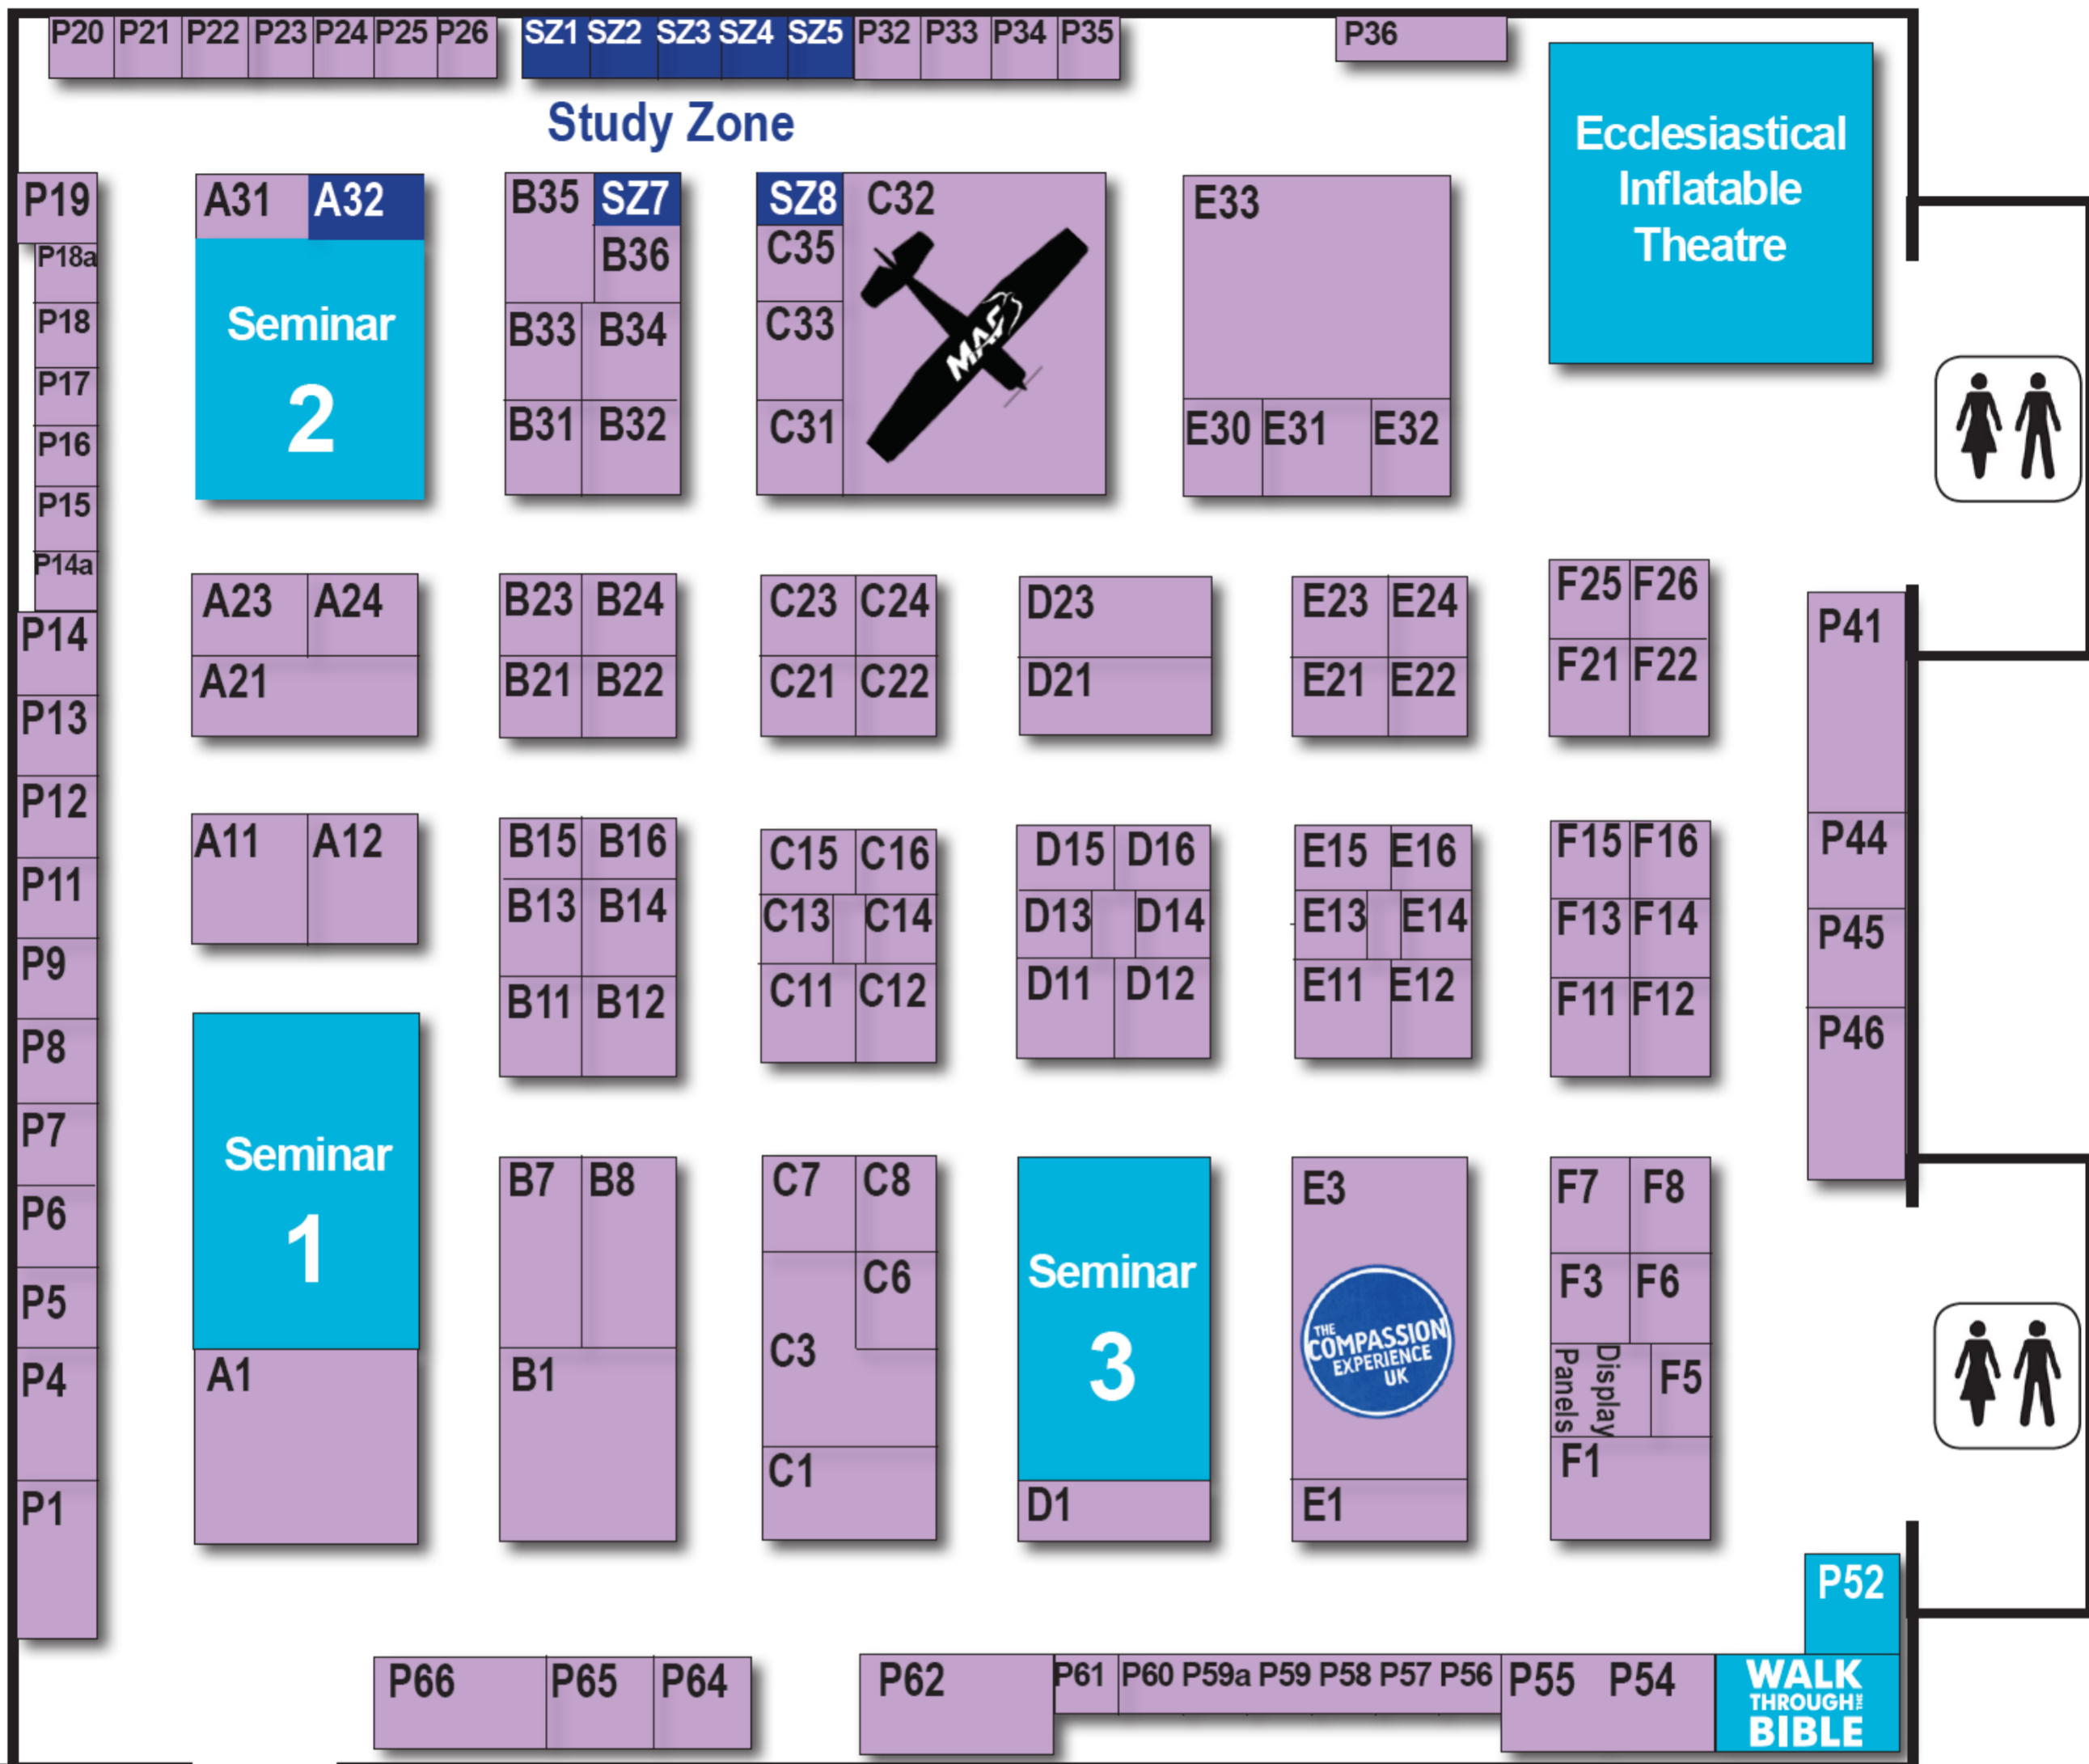 P20 P21 P22 P23 P24 P25 P26 SZ1 SZ2 SZ3 SZ4 SZ5 P32 P33 P34 P35 P36
Study Zone
Ecclesiastical
Inflatable
Theatre
P19
P18a
P18
P17
P16
P15
P14a
P14
P13
P12
P11
P9
P8
P7
P6
P5
P4
P1
A31 A32
Seminar
2
B35 SZ7
B36
B33 B34
B31 B32
SZ8 C32
C35
C33
C31
MAF
E33
E30 E31 E32
A23 A24
A21
B23 B24
B21 B22
C23 C24
C21 C22
D23
D21
E23 E24
E21 E22
F25 F26
F21 F22
P41
P44
P45
P46
A11 A12
B15 B16
B13 B14
B11 B12
C15 C16
C13 C14
C11 C12
D15 D16
D13 D14
D11 D12
E15 E16
E13 E14
E11 E12
F15 F16
F13 F14
F11 F12
Seminar
1
A1
B7 B8
B1
C7 C8
C6
C3
C1
Seminar
3
D1
E3
THE
COMPASSION
EXPERIENCE
UK
E1
F7 F8
F3 F6
Display
Panels
F5
F1
P52
P66 P65 P64 P62 P61 P60 P59a P59 P58 P57 P56 P55 P54
WALK
THROUGH THE
BIBLE